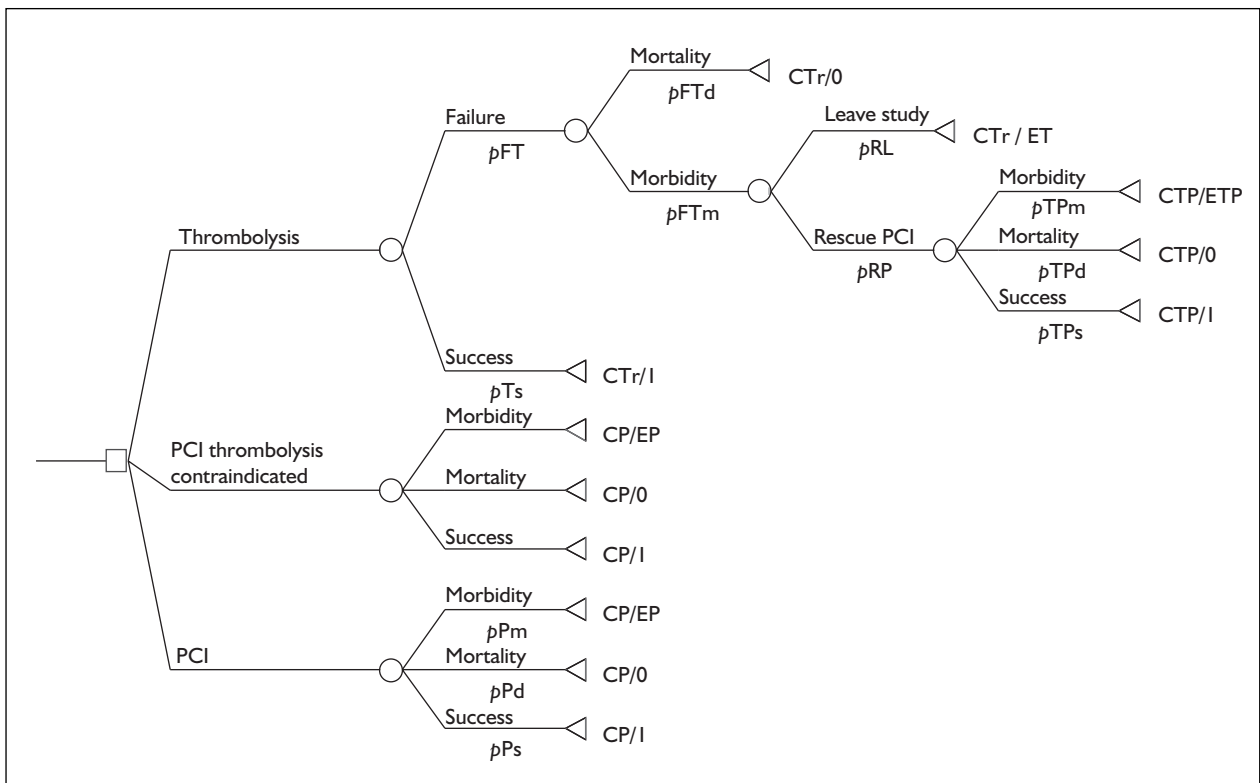 Mortality
pFTd
CTr/0
Failure
pFT
Leave study
pRL
CTr / ET
Morbidity
pFTm
Morbidity
pTPm
CTP/ETP
Thrombolysis
Rescue PCI
pRP
Mortality
pTPd
CTP/0
Success
pTPs
CTP/1
Success
pTs
CTr/1
PCI thrombolysis
contraindicated
Morbidity
CP/EP
Mortality
CP/0
Success
CP/1
PCI
Morbidity
pPm
CP/EP
Mortality
pPd
CP/0
Success
pPs
CP/1